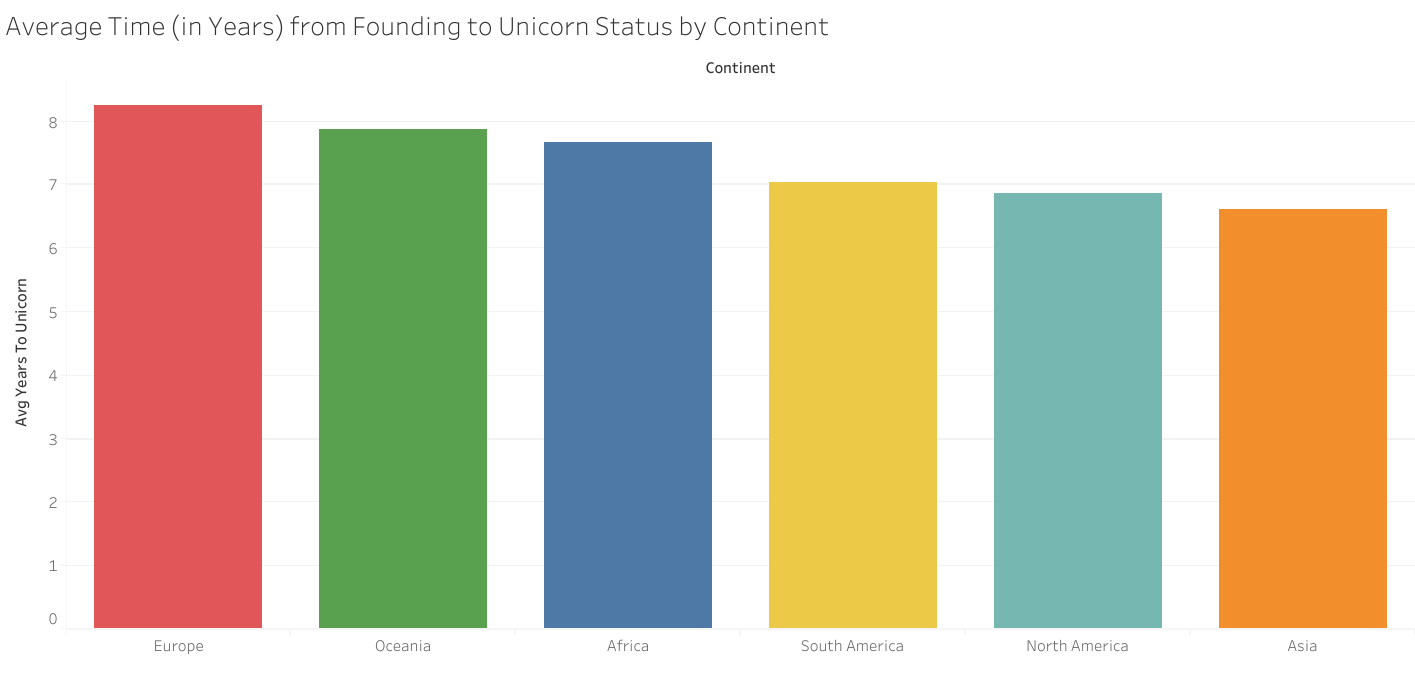 Average Time (in Years) from Founding to Unicorn Status by Continent
Continent
Avg Years To Unicorn
8
7
6
5
4
3
2
1
0
Europe Oceania Africa South America North America Asia